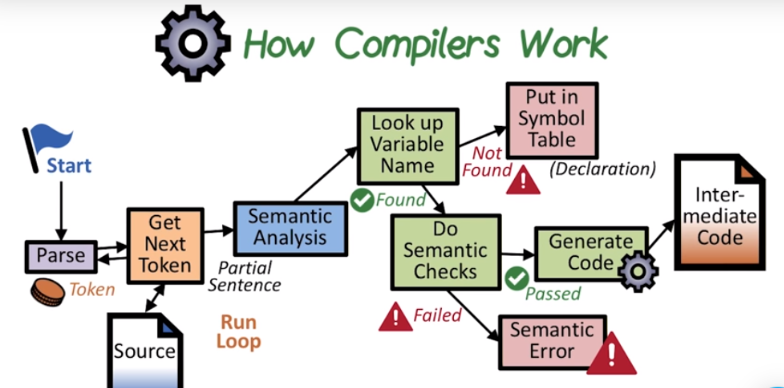 How Compilers Work
Start
Parse
Token
Get
Next
Token
Source
Run
Loop
Semantic
Analysis
Partial
Sentence
Look up
Variable
Name
Not
Found
Put in
Symbol
Table
(Declaration)
Found
Do
Semantic
Checks
Failed
Passed
Generate
Code
Semantic
Error
Inter-
mediate
Code